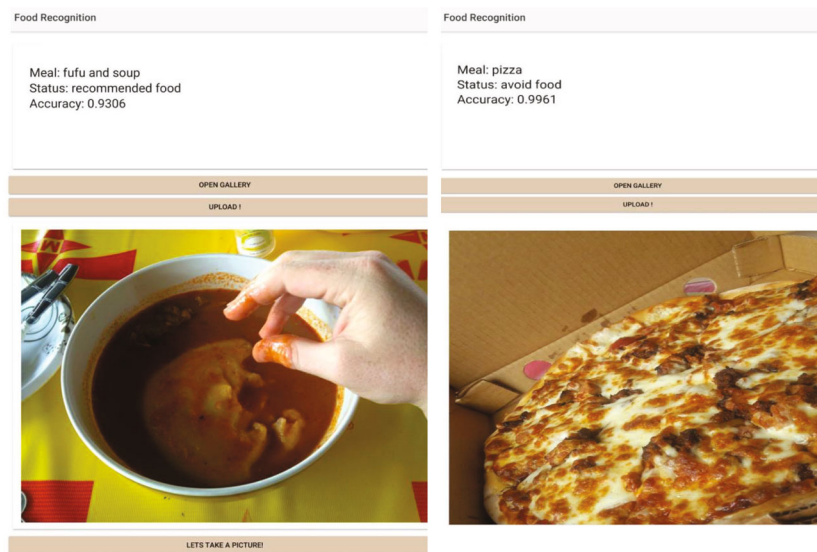 Food Recognition
Meal: fufu and soup
Status: recommended food
Accuracy: 0.9306
OPEN GALLERY
UPLOAD !
LETS TAKE A PICTURE!
Food Recognition
Meal: pizza
Status: avoid food
Accuracy: 0.9961
OPEN GALLERY
UPLOAD !